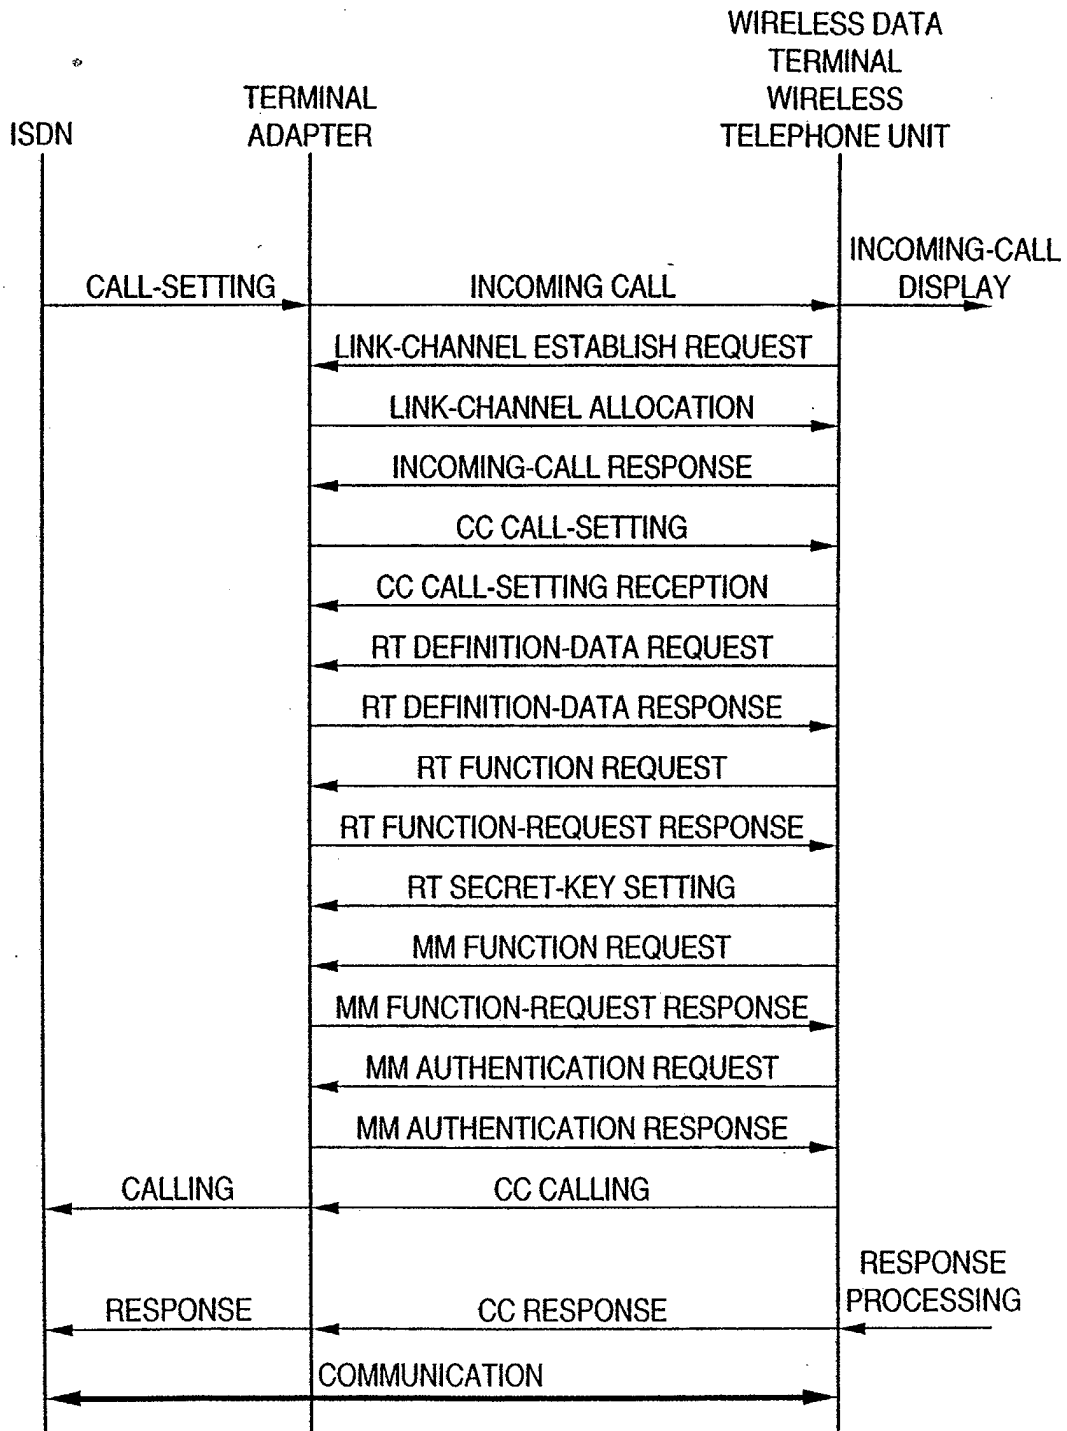 WIRELESS DATA
TERMINAL
WIRELESS
TELEPHONE UNIT
TERMINAL
ADAPTER
ISDN
INCOMING-CALL
DISPLAY
CALL-SETTING
INCOMING CALL
LINK-CHANNEL ESTABLISH REQUEST
LINK-CHANNEL ALLOCATION
INCOMING-CALL RESPONSE
CC CALL-SETTING
CC CALL-SETTING RECEPTION
RT DEFINITION-DATA REQUEST
RT DEFINITION-DATA RESPONSE
RT FUNCTION REQUEST
RT FUNCTION-REQUEST RESPONSE
RT SECRET-KEY SETTING
MM FUNCTION REQUEST
MM FUNCTION-REQUEST RESPONSE
MM AUTHENTICATION REQUEST
MM AUTHENTICATION RESPONSE
CALLING
CC CALLING
RESPONSE
PROCESSING
RESPONSE
CC RESPONSE
COMMUNICATION